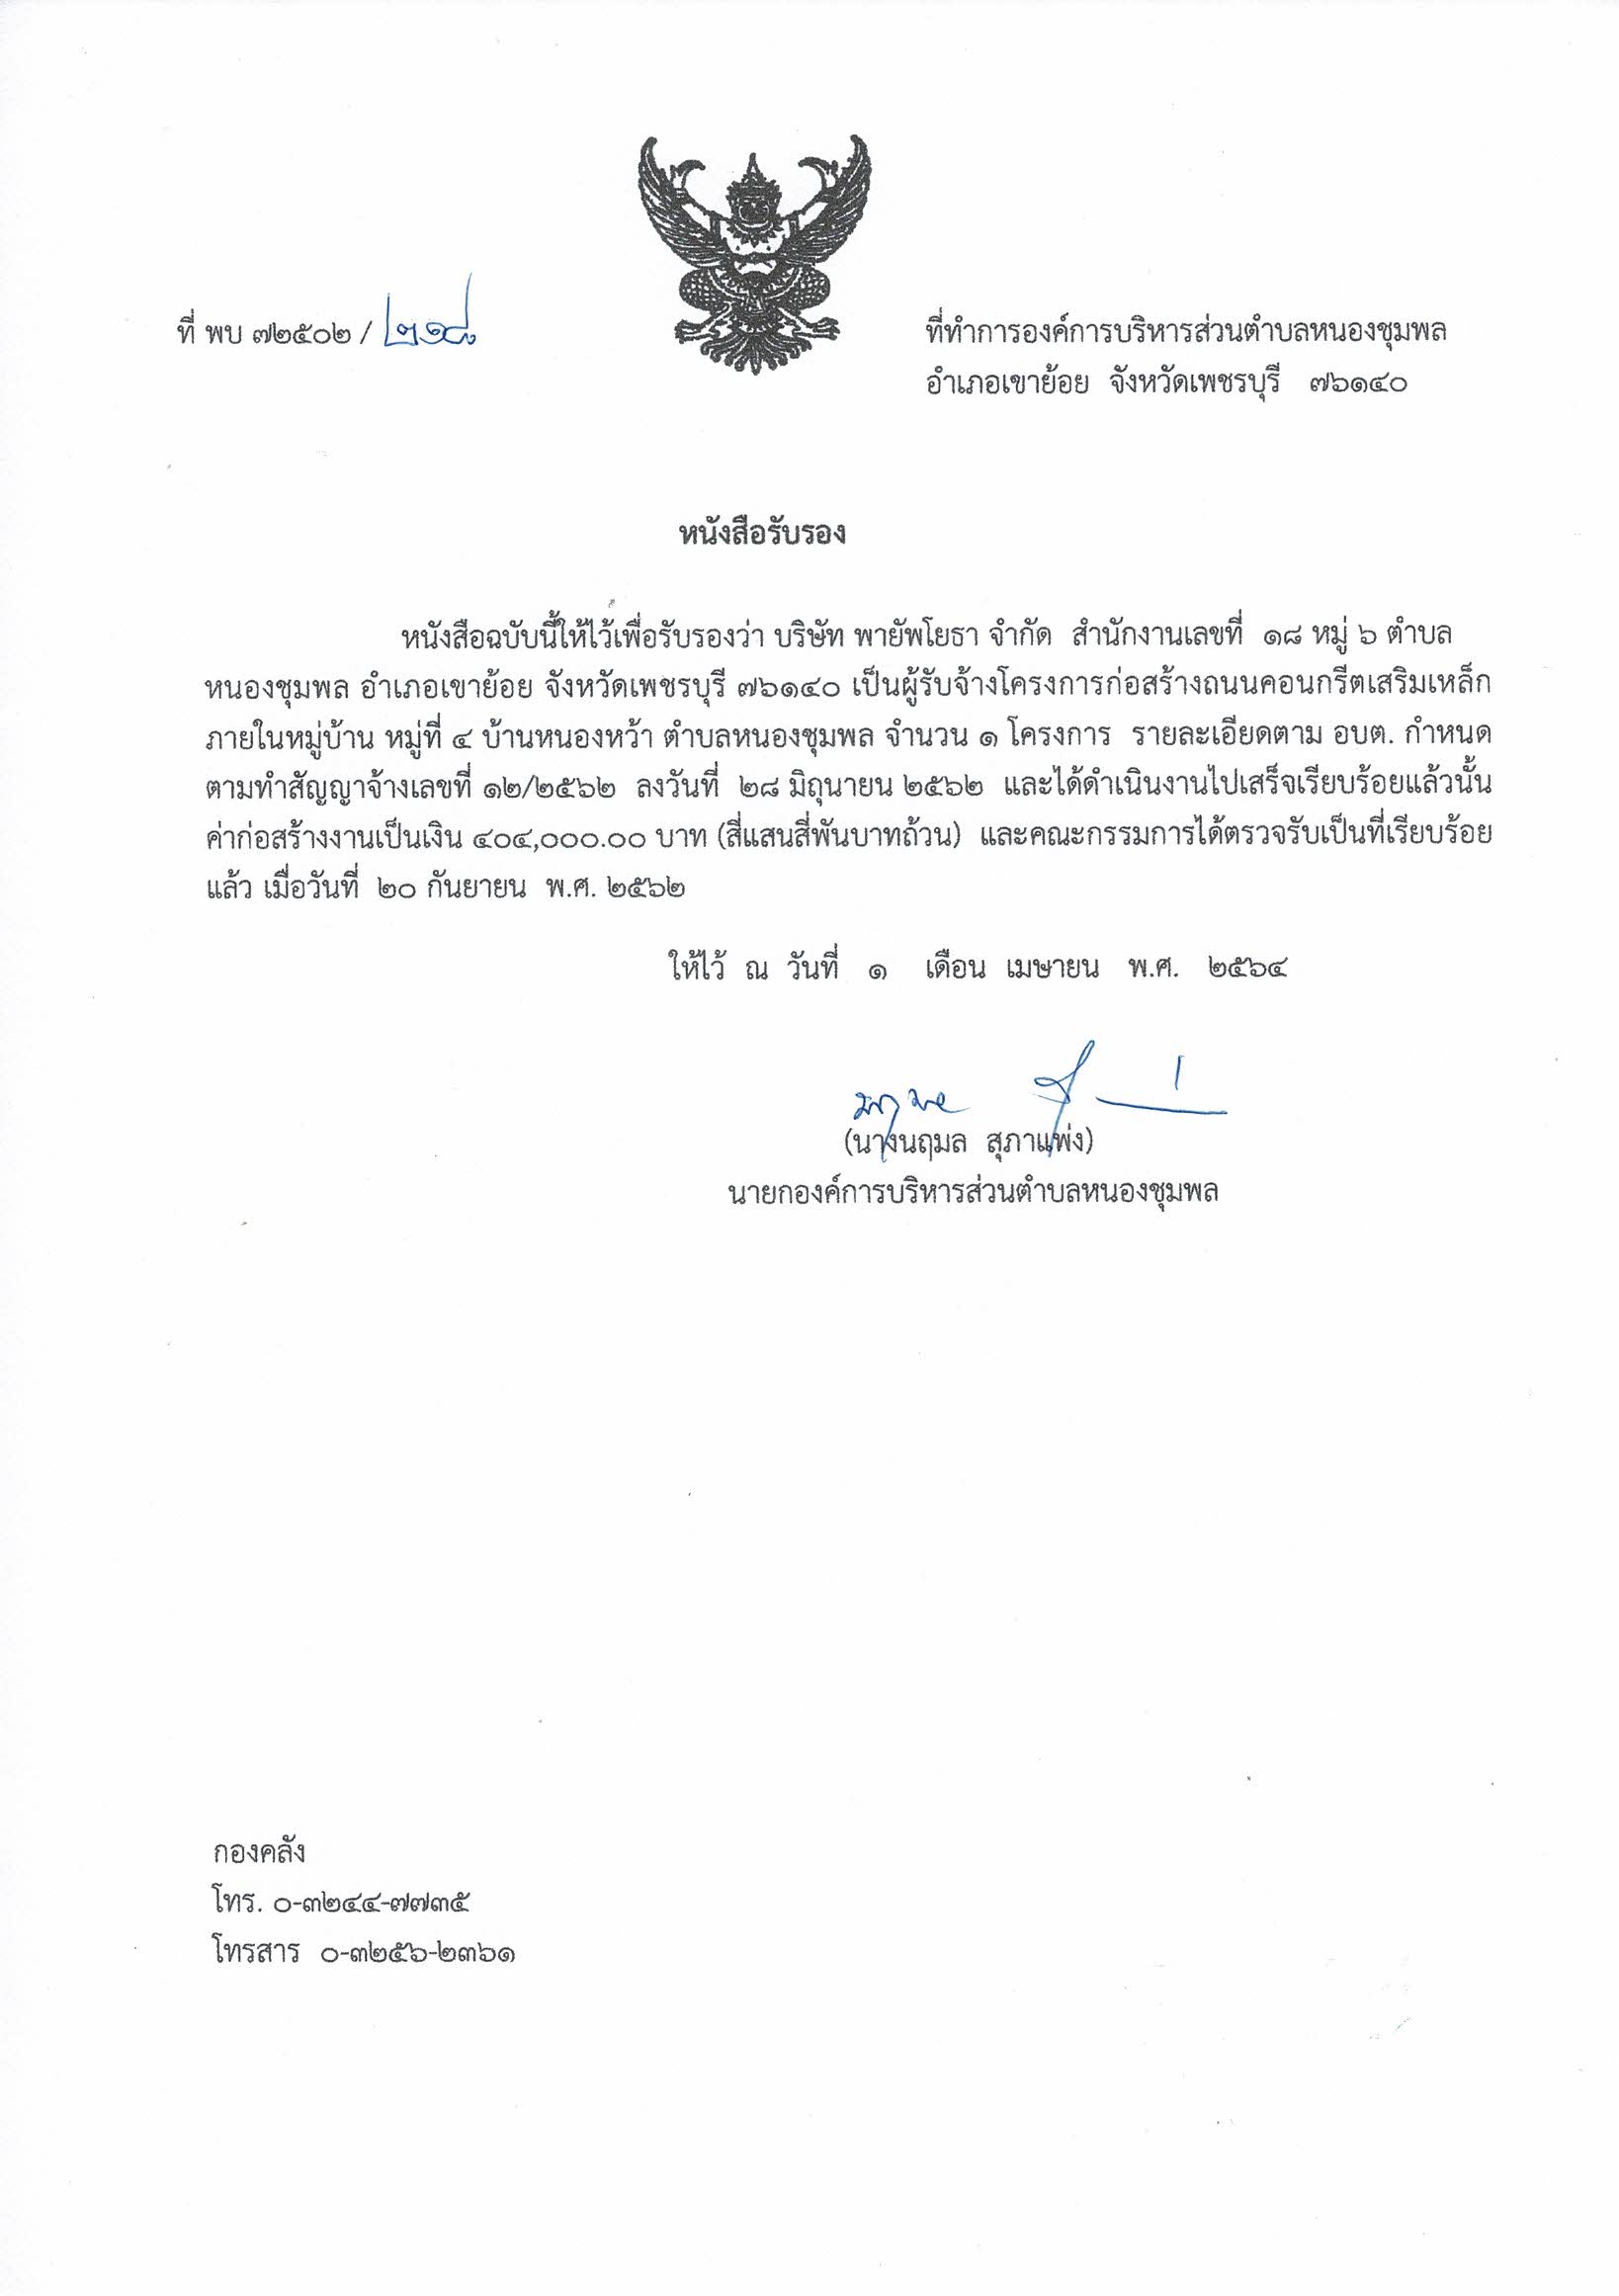 ที่ พบ ๗๒๕๐๒ / ๒๑๘
ที่ทำการองค์การบริหารส่วนตำบลหนองชุมพล
อำเภอเขาย้อย จังหวัดเพชรบุรี ๗๖๑๔๐
หนังสือรับรอง
หนังสือฉบับนี้ให้ไว้เพื่อรับรองว่า บริษัท พายัพโยธา จำกัด สำนักงานเลขที่ ๑๘ หมู่ ๖ ตำบล
หนองชุมพล อำเภอเขาย้อย จังหวัดเพชรบุรี ๗๖๑๔๐ เป็นผู้รับจ้างโครงการก่อสร้างถนนคอนกรีตเสริมเหล็ก
ภายในหมู่บ้าน หมู่ที่ ๔ บ้านหนองหว้า ตำบลหนองชุมพล จำนวน ๑ โครงการ รายละเอียดตาม อบต. กำหนด
ตามทำสัญญาจ้างเลขที่ ๑๒/๒๕๖๒ ลงวันที่ ๒๘ มิถุนายน ๒๕๖๒ และได้ดำเนินงานไปเสร็จเรียบร้อยแล้วนั้น
ค่าก่อสร้างงานเป็นเงิน ๔๐๔,๐๐๐.๐๐ บาท (สี่แสนสี่พันบาทถ้วน) และคณะกรรมการได้ตรวจรับเป็นที่เรียบร้อย
แล้ว เมื่อวันที่ ๒๐ กันยายน พ.ศ. ๒๕๖๒
ให้ไว้ ณ วันที่ ๑ เดือน เมษายน พ.ศ. ๒๕๖๔
(นางนฤมล สุภาแพ่ง)
นายกองค์การบริหารส่วนตำบลหนองชุมพล
กองคลัง
โทร. ๐-๓๒๔๔-๗๗๓๕
โทรสาร ๐-๓๒๕๖-๒๓๖๑